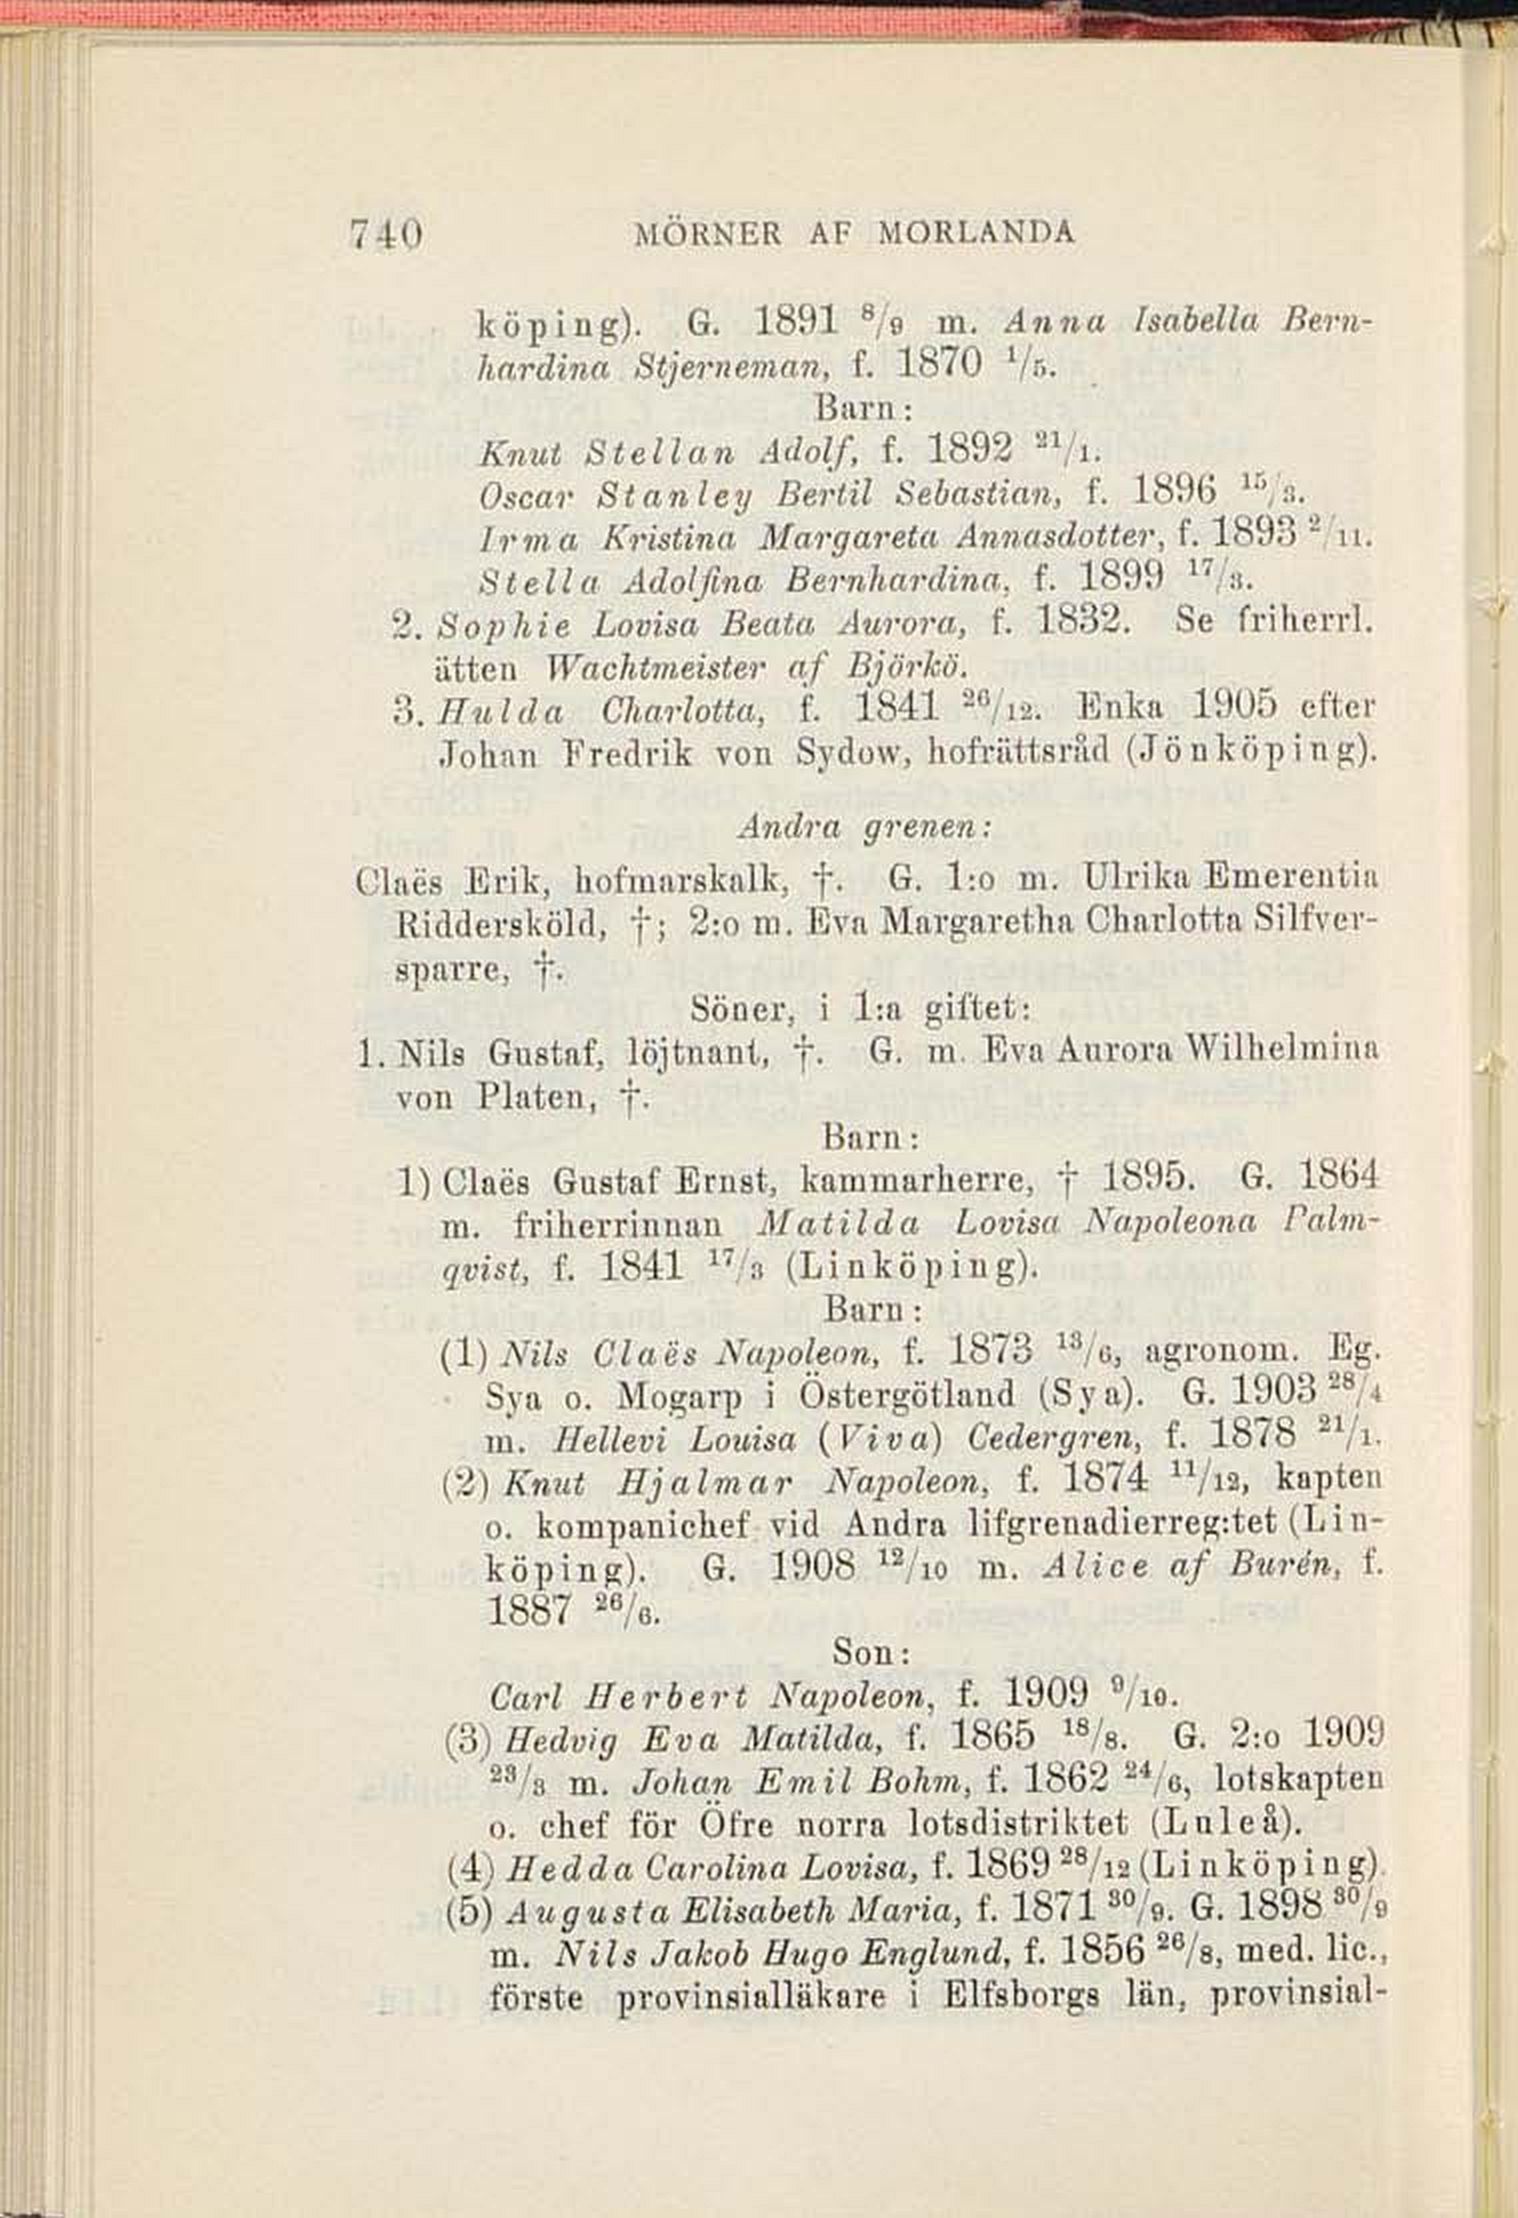 740 MÖRNER AF MORLANDA
köping). G. 1891 8/9 m. Anna Isabella Bern-
hardina Stjerneman, f. 1870 1/5.
Barn:
Knut Stellan Adolf, f. 1892 21/1.
Oscar Stanley Bertil Sebastian, f. 1896 15/3.
Irma Kristina Margareta Annasdotter, f. 1893 2/11.
Stella Adolfina Bernhardina, f. 1899 17/3.
2. Sophie Lovisa Beata Aurora, f. 1832. Se friherrl.
ätten Wachtmeister af Björkö.
3. Hulda Charlotta, f. 1841 26/12. Enka 1905 efter
Johan Fredrik von Sydow, hofrättsråd (Jönköping).
Andra grenen:
Claës Erik, hofmarskalk, †. G. 1:o m. Ulrika Emerentia
Riddersköld, †; 2:o m. Eva Margaretha Charlotta Silfver-
sparre, †.
Söner, i 1:a giftet:
1. Nils Gustaf, löjtnant, †. G. m. Eva Aurora Wilhelmina
von Platen, †.
Barn:
1) Claës Gustaf Ernst, kammarherre, † 1895. G. 1864
m. friherrinnan Matilda Lovisa Napoleona Palm-
qvist, f. 1841 17/3 (Linköping).
Barn:
(1) Nils Claës Napoleon, f. 1873 13/6, agronom. Eg.
Sya o. Mogarp i Östergötland (Sya). G. 1903 28/4
m. Hellevi Louisa (Viva) Cedergren, f. 1878 21/1.
(2) Knut Hjalmar Napoleon, f. 1874 11/12, kapten
o. kompanichef vid Andra lifgrenadierreg:tet (Lin-
köping). G. 1908 12/10 m. Alice af Burén, f.
1887 26/6.
Son:
Carl Herbert Napoleon, f. 1909 9/10.
(3) Hedvig Eva Matilda, f. 1865 18/8. G. 2:o 1909
23/3 m. Johan Emil Bohm, f. 1862 24/6, lotskapten
o. chef för Öfre norra lotsdistriktet (Luleå).
(4) Hedda Carolina Lovisa, f. 1869 28/12 (Linköping).
(5) Augusta Elisabeth Maria, f. 1871 30/9. G. 1898 30/9
m. Nils Jakob Hugo Englund, f. 1856 26/8, med. lic.,
förste provinsialläkare i Elfsborgs län, provinsial-